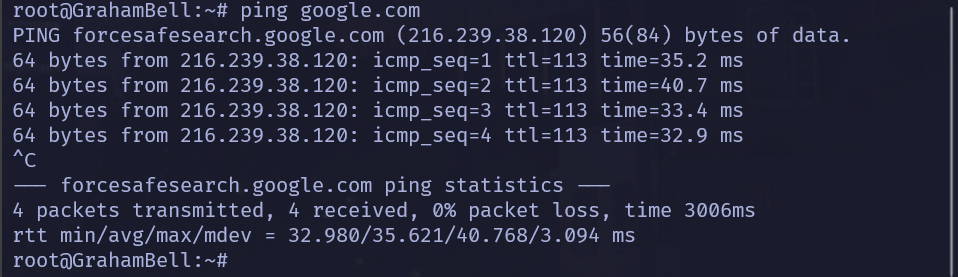 root@GrahamBell:~# ping google.com
PING forcesafesearch.google.com (216.239.38.120) 56(84) bytes of data.
64 bytes from 216.239.38.120: icmp_seq=1 ttl=113 time=35.2 ms
64 bytes from 216.239.38.120: icmp_seq=2 ttl=113 time=40.7 ms
64 bytes from 216.239.38.120: icmp_seq=3 ttl=113 time=33.4 ms
64 bytes from 216.239.38.120: icmp_seq=4 ttl=113 time=32.9 ms
^C
--- forcesafesearch.google.com ping statistics ---
4 packets transmitted, 4 received, 0% packet loss, time 3006ms
rtt min/avg/max/mdev = 32.980/35.621/40.768/3.094 ms
root@GrahamBell:~#